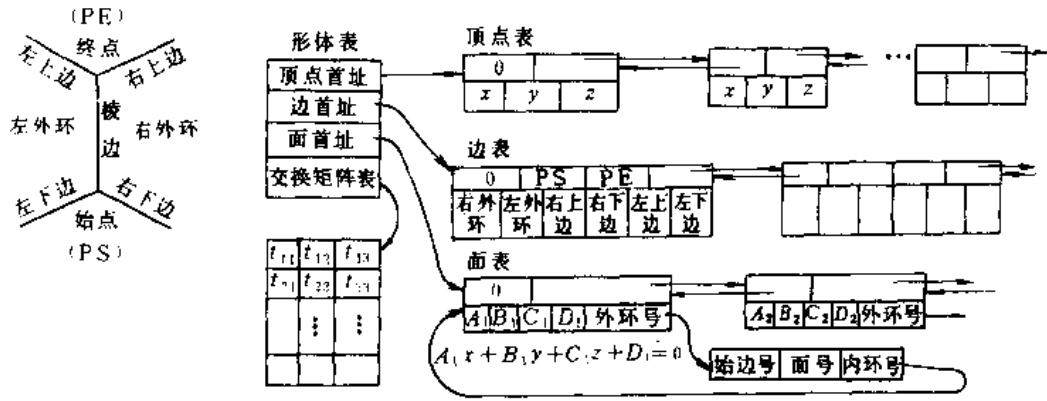 (PE)
终点
左上边
右上边
棱边
左外环
右外环
左下边
右下边
始点
(PS)
形体表
顶点首址
边首址
面首址
交换矩阵表
t₁₁ t₁₂ t₁₃
t₂₁ t₂₂ t₂₃
⋮ ⋮
顶点表
0
x y z
x y z
…
边表
0 PS PE
右外环 左外环 右上边 右下边 左上边 左下边
面表
0
A₁ B₁ C₁ D₁ 外环号
A₂ B₂ C₂ D₂ 外环号
A₁x+B₁y+C₁z+D₁=0
始边号 面号 内环号